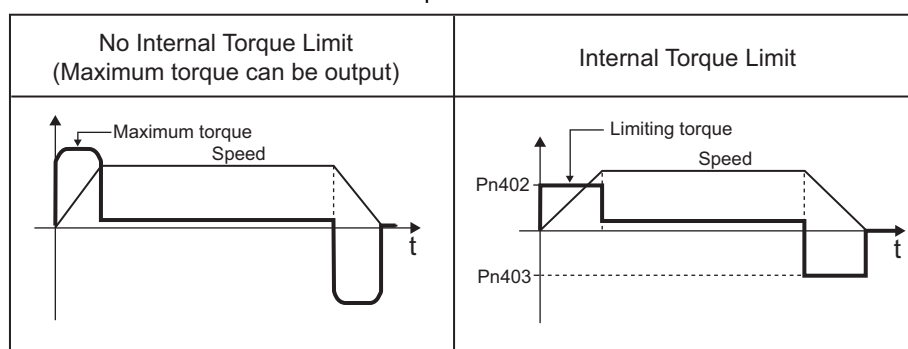 No Internal Torque Limit
(Maximum torque can be output)
Internal Torque Limit
Maximum torque
Speed
t
Limiting torque
Speed
Pn402
t
Pn403